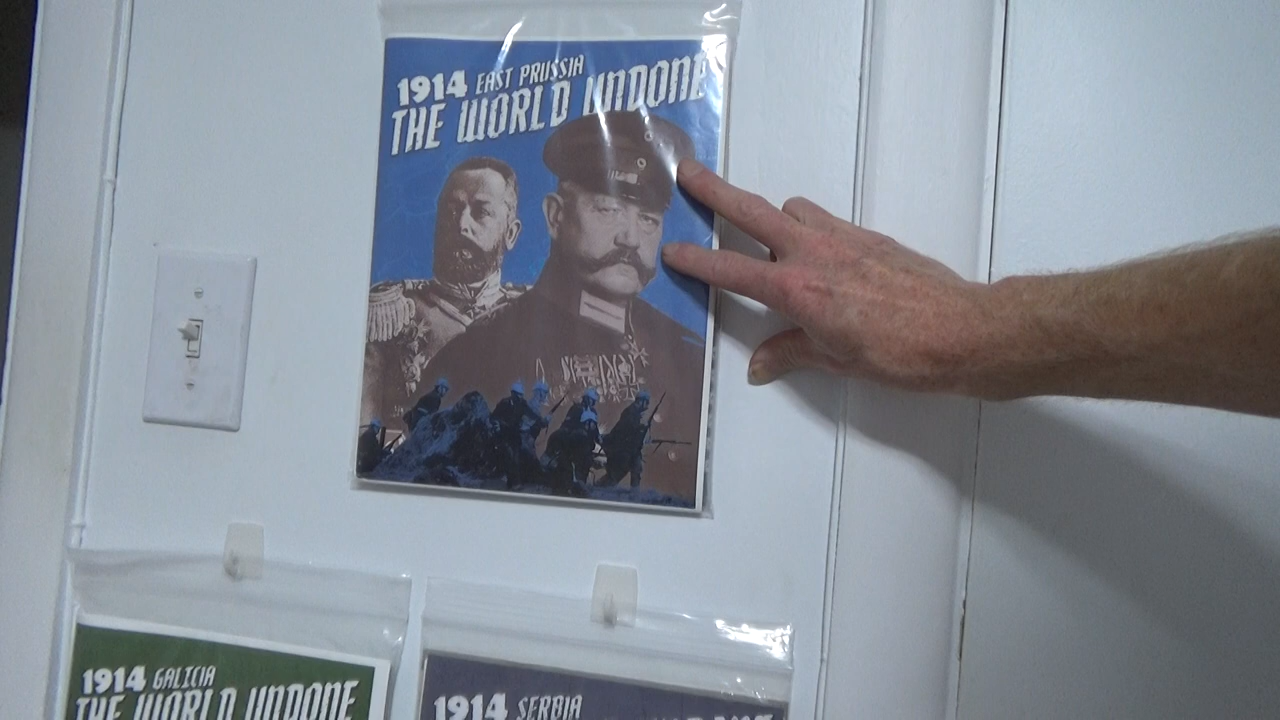 1914 EAST PRUSSIA
THE WORLD UNDONE
1914 GALICIA
THE WORLD UNDONE
1914 SERBIA